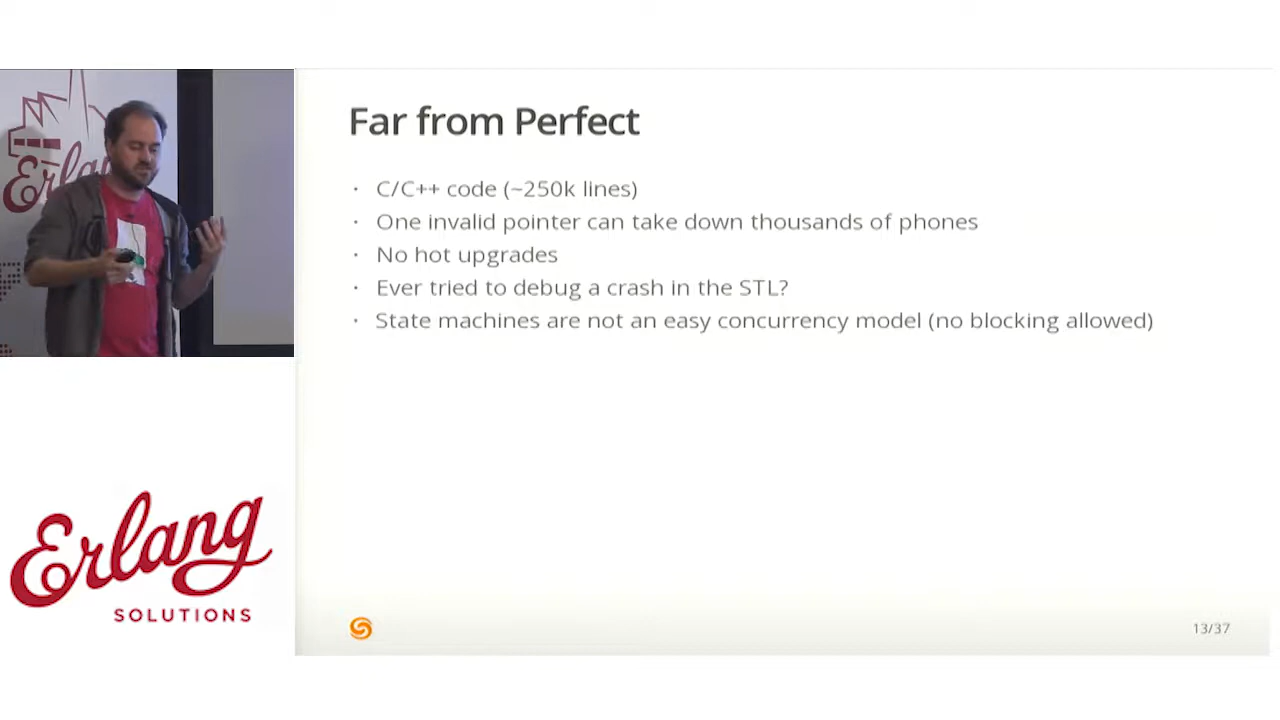 Far from Perfect
· C/C++ code (~250k lines)
· One invalid pointer can take down thousands of phones
· No hot upgrades
· Ever tried to debug a crash in the STL?
· State machines are not an easy concurrency model (no blocking allowed)
Erlang
SOLUTIONS
13/37